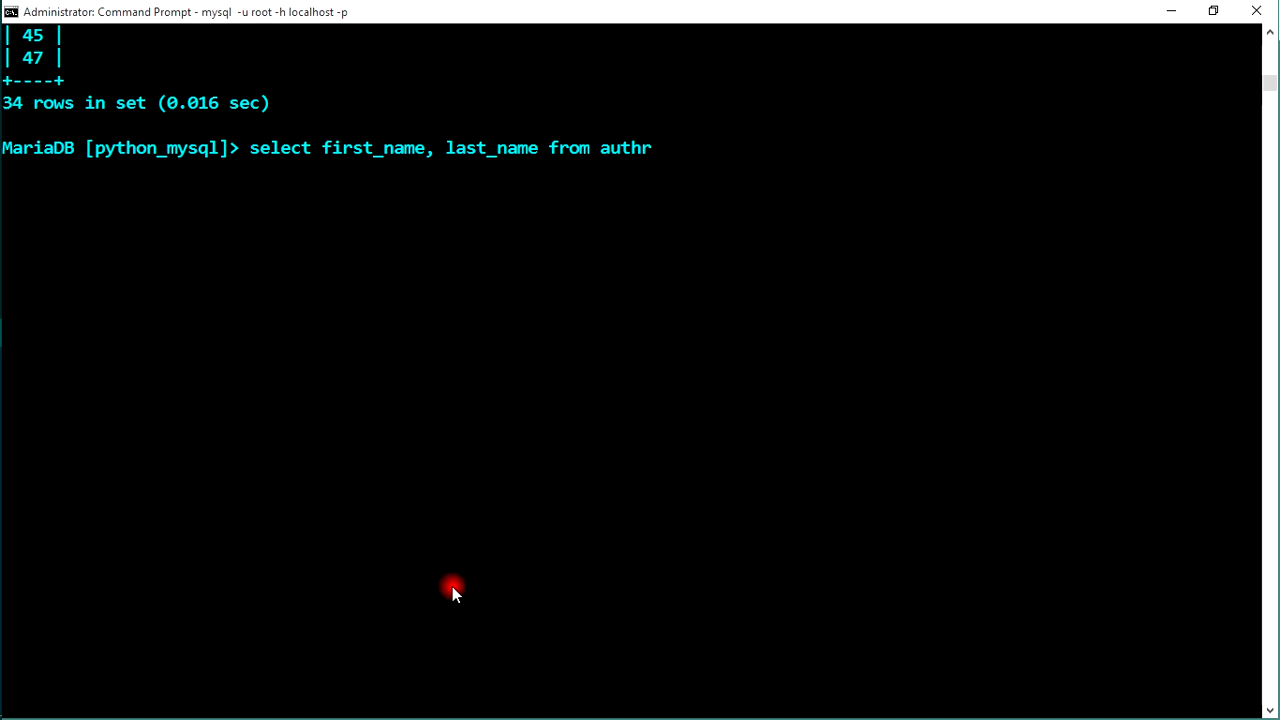 Administrator: Command Prompt - mysql -u root -h localhost -p
| 45 |
| 47 |
+----+
34 rows in set (0.016 sec)
MariaDB [python_mysql]> select first_name, last_name from authr